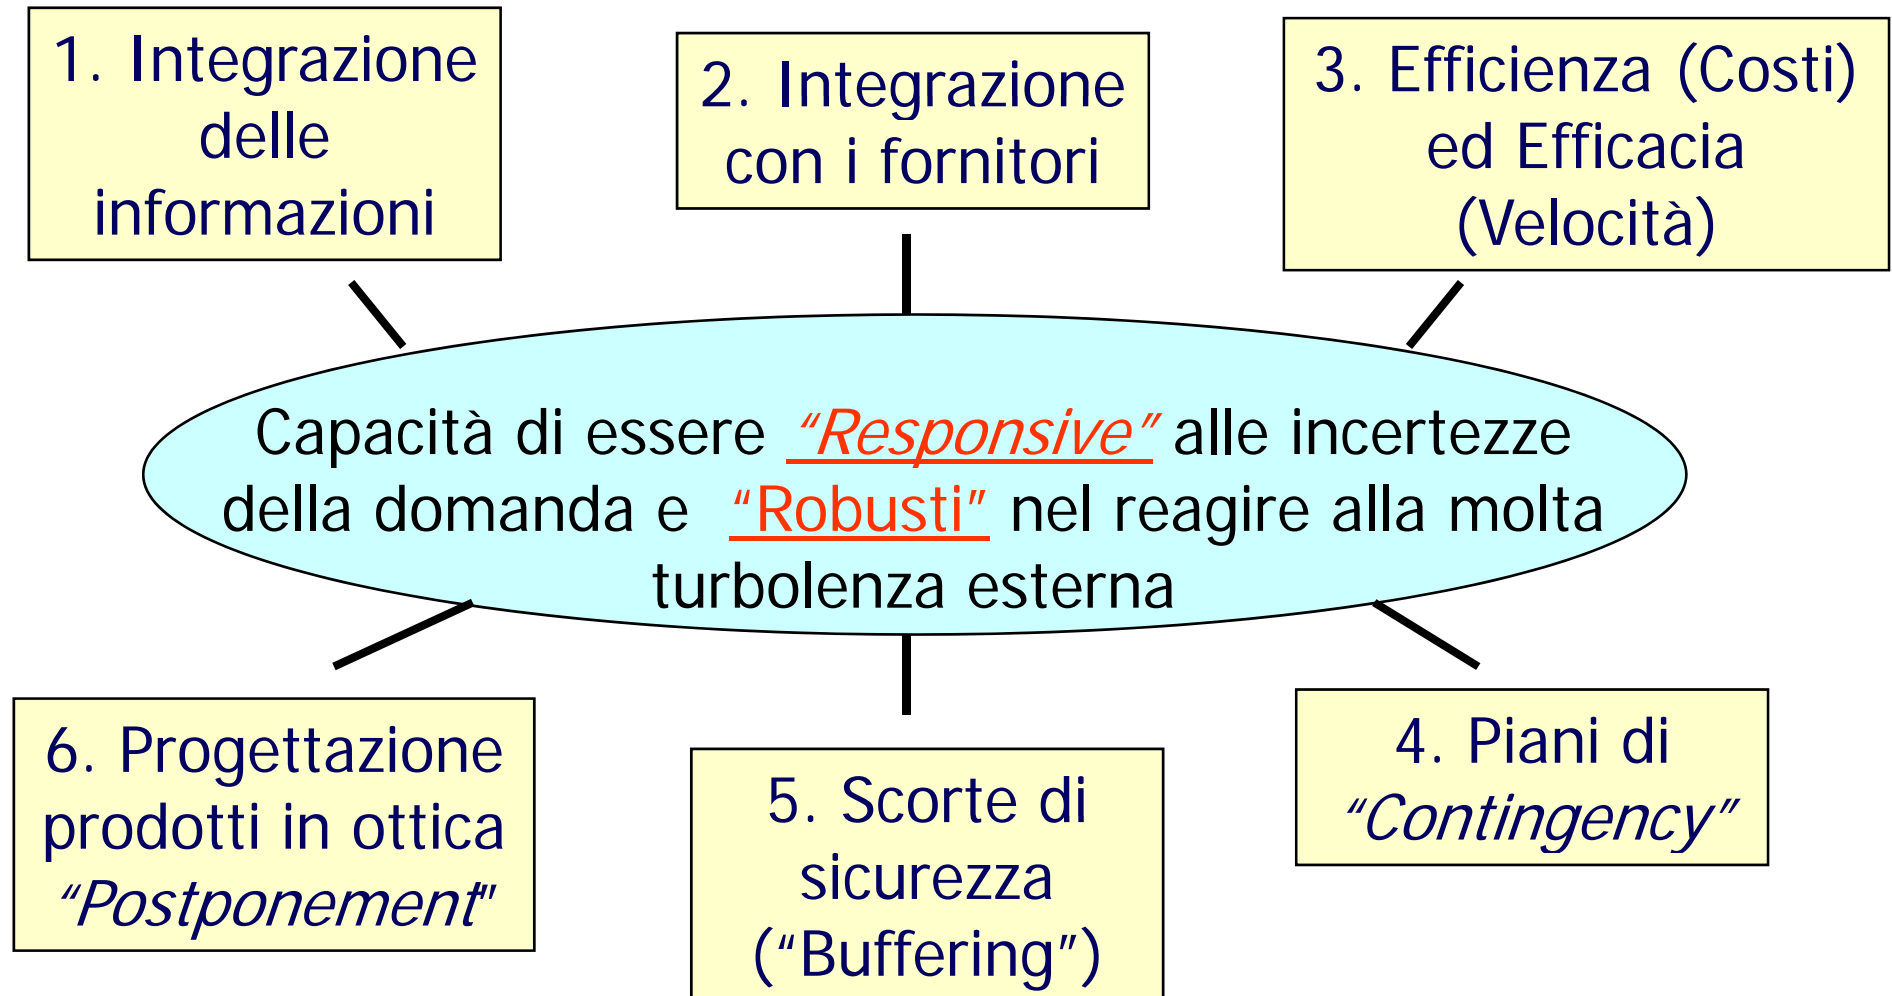 1. Integrazione
delle
informazioni
2. Integrazione
con i fornitori
3. Efficienza (Costi)
ed Efficacia
(Velocità)
Capacità di essere “Responsive” alle incertezze
della domanda e “Robusti” nel reagire alla molta
turbolenza esterna
6. Progettazione
prodotti in ottica
“Postponement”
5. Scorte di
sicurezza
(“Buffering”)
4. Piani di
“Contingency”